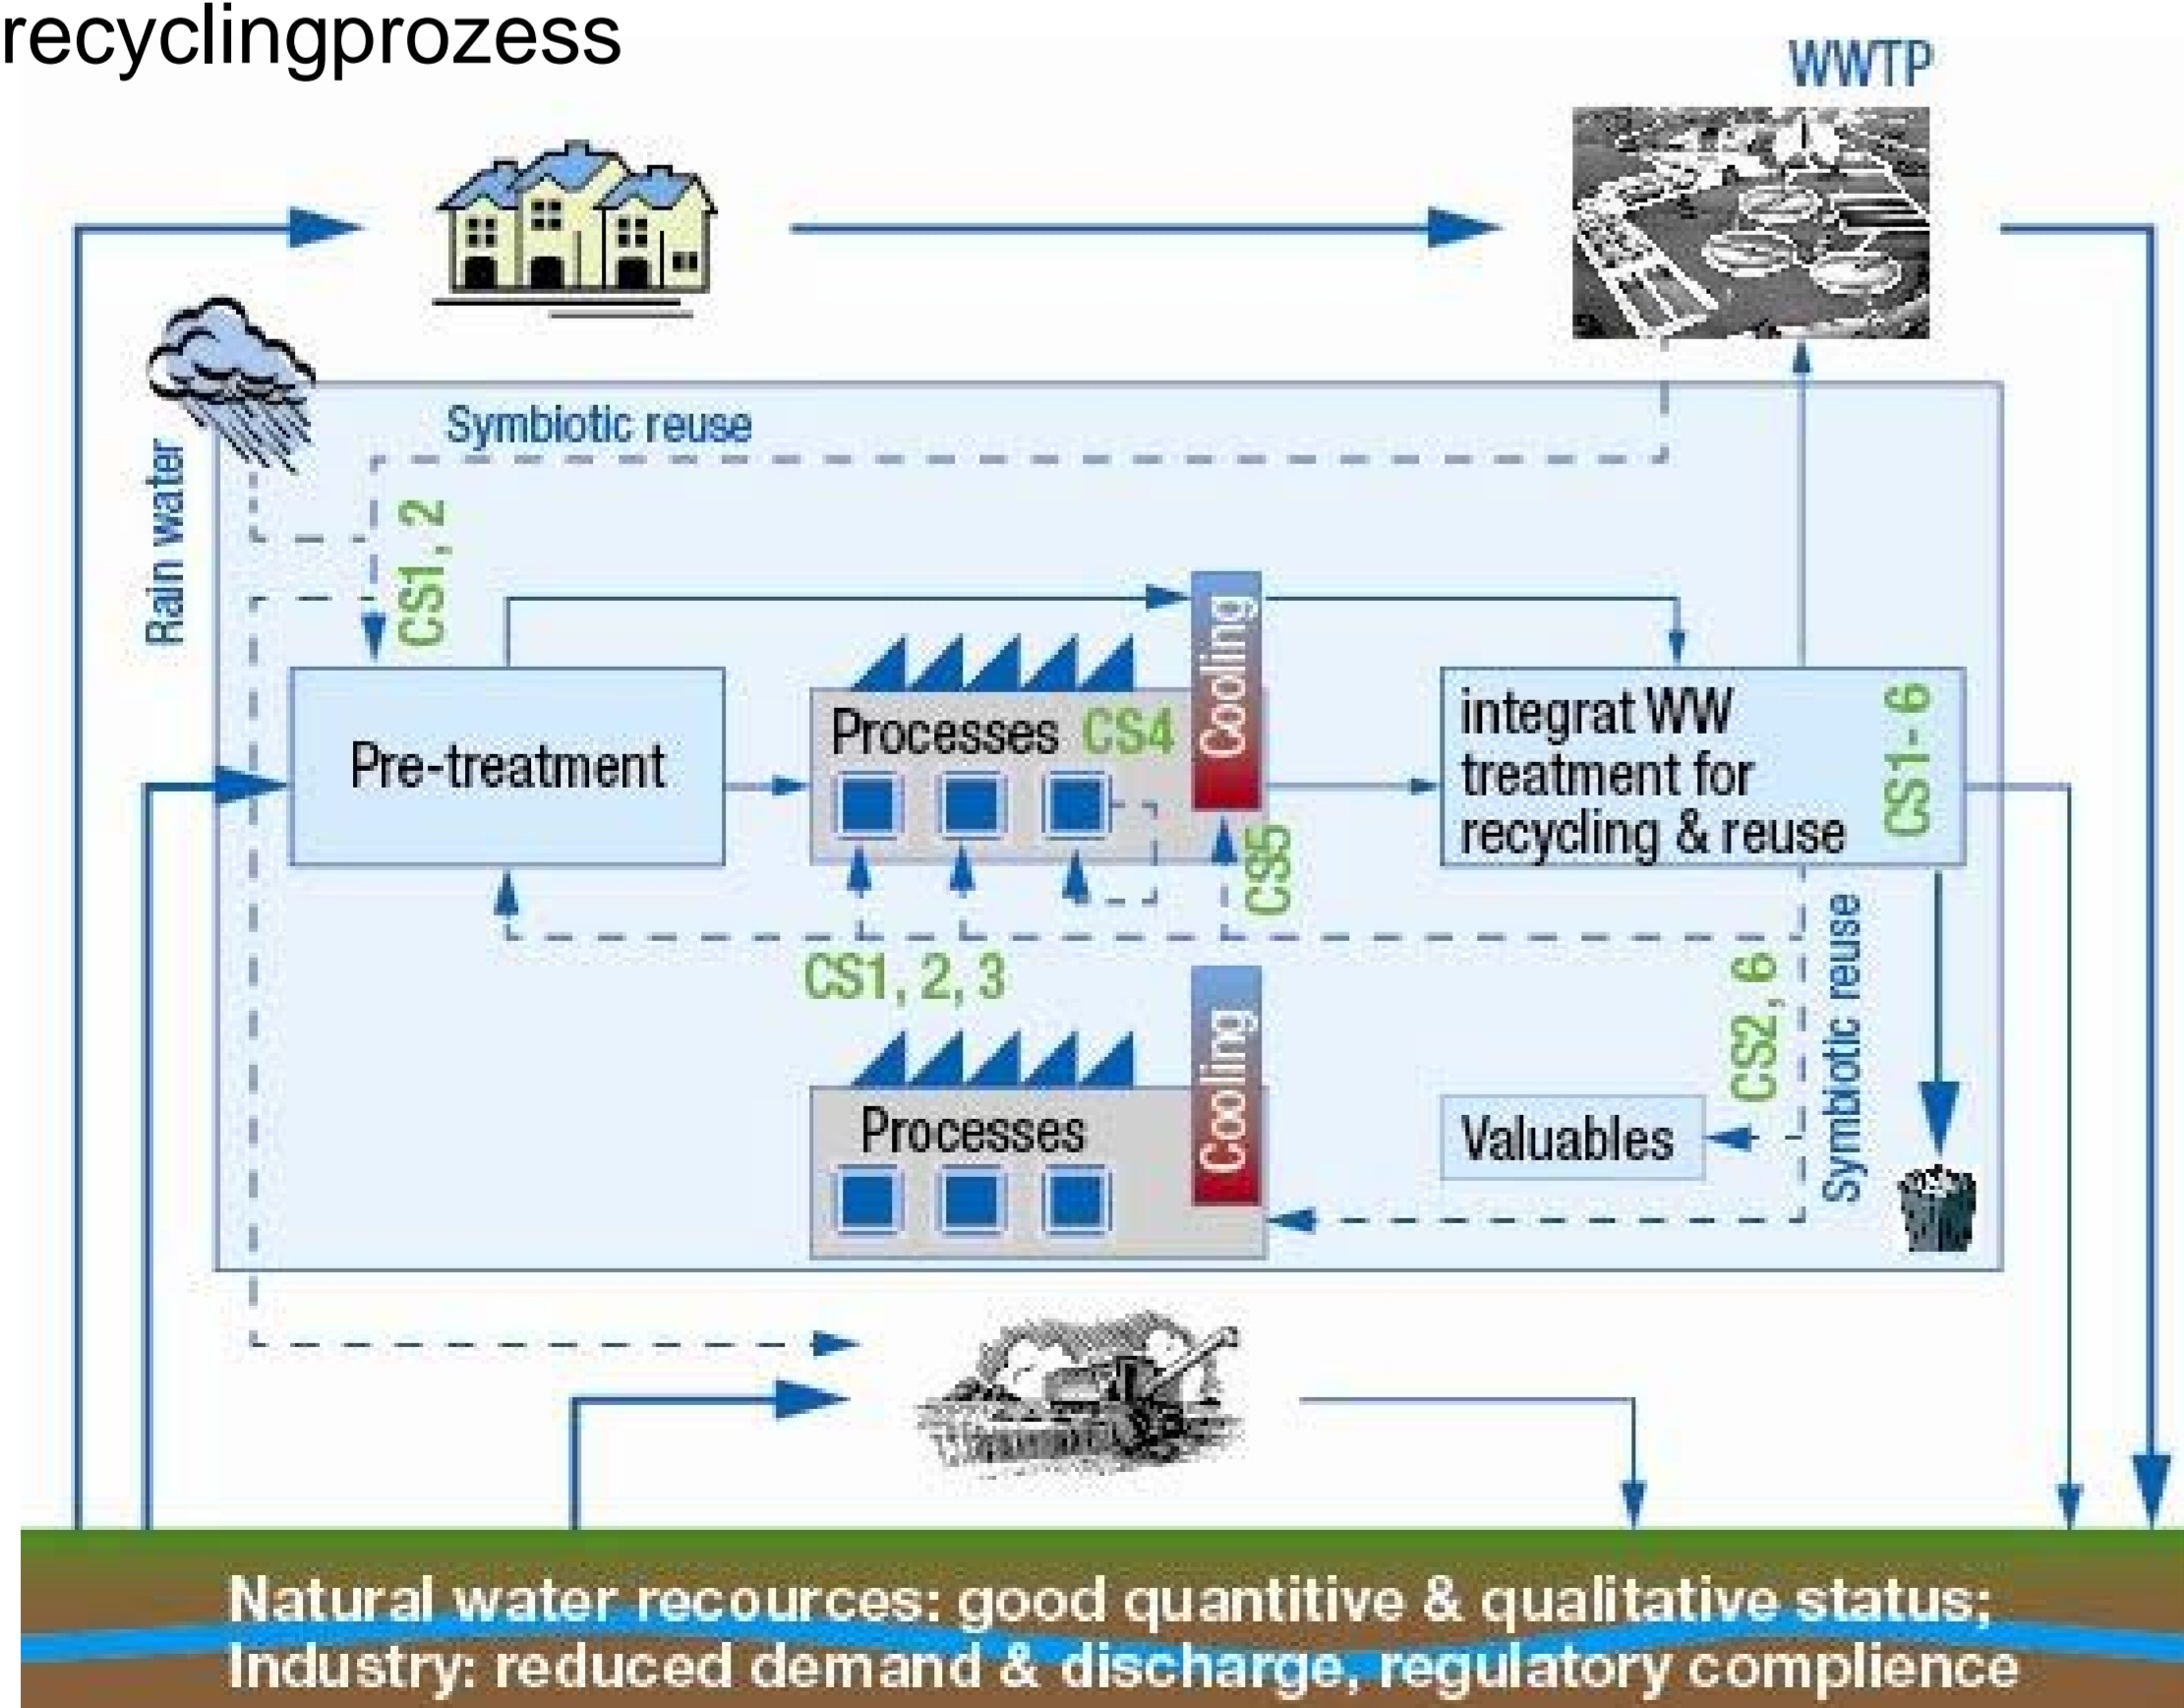 recyclingprozess
WWTP
Symbiotic reuse
Rain water
CS1, 2
Cooling
Pre-treatment
Processes CS4
integrat WW
treatment for
recycling & reuse
CS1- 6
CS5
CS1, 2, 3
Cooling
Processes
CS2, 6
Symbiotic reuse
Valuables
Natural water recources: good quantitive & qualitative status;
Industry: reduced demand & discharge, regulatory complience